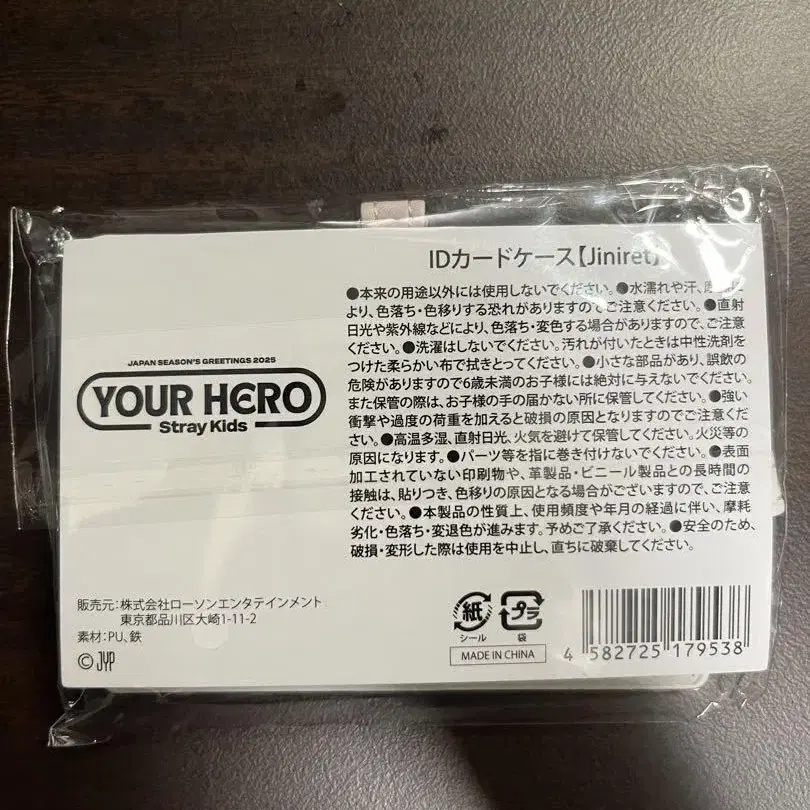 IDカードケース【Jiniret】
●本来の用途以外には使用しないでください。●水濡れや汗、
により、色落ち・色移りする恐れがありますのでご注意ください。●直射
日光や紫外線などにより、色落ち・変色する場合がありますので、ご注意
ください。●洗濯はしないでください。汚れが付いたときは中性洗剤を
つけた柔らかい布で拭きとってください。●小さな部品があり、誤飲の
危険がありますので6歳未満のお子様には絶対に与えないでください。
また保管の際は、お子様の手の届かない所に保管してください。●強い
衝撃や過度の荷重を加えると破損の原因となりますのでご注意くださ
い。●高温多湿、直射日光、火気を避けて保管してください。火災等の
原因になります。●パーツ等を指に巻き付けないでください。●表面
加工されていない印刷物や、革製品・ビニール製品との長時間の
接触は、貼りつき、色移りの原因となる場合がございますので、ご注意
ください。●本製品の性質上、使用頻度や年月の経過に伴い、摩耗
劣化・色落ち・変退色が進みます。予めご了承ください。●安全のため、
破損・変形した際は使用を中止し、直ちに破棄してください。
JAPAN SEASON'S GREETINGS 2025
YOUR HERO
Stray Kids
販売元:株式会社ローソンエンタテインメント
東京都品川区大崎1-11-2
素材:PU、鉄
© JYP
紙
シール
プラ
袋
MADE IN CHINA
4 582725 179538